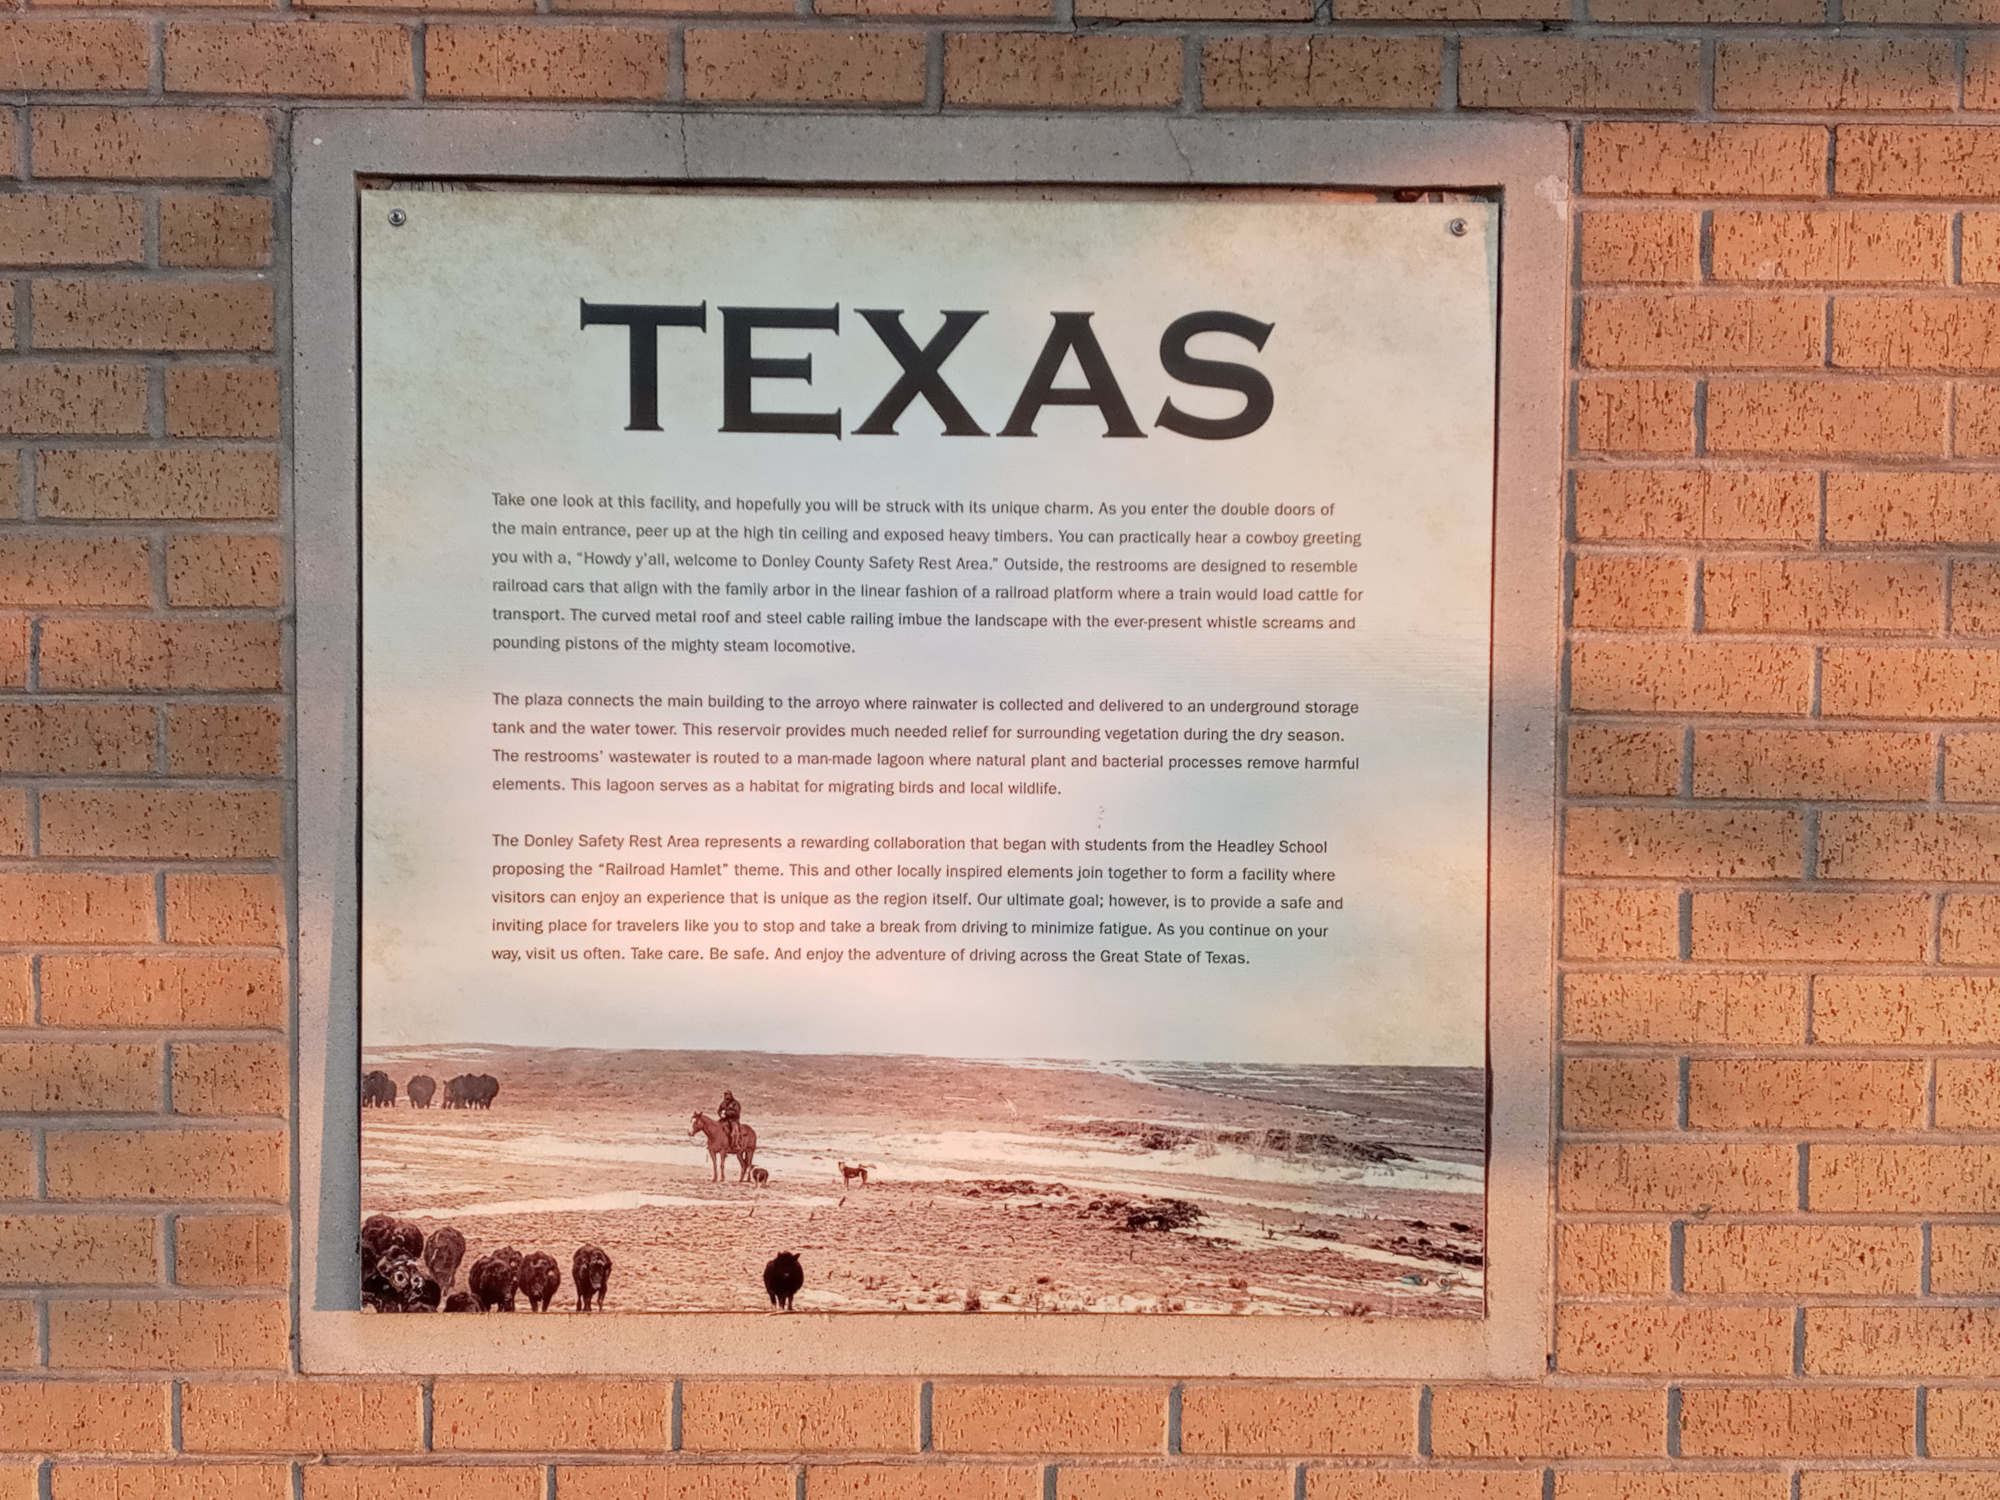 TEXAS
Take one look at this facility, and hopefully you will be struck with its unique charm. As you enter the double doors of
the main entrance, peer up at the high tin ceiling and exposed heavy timbers. You can practically hear a cowboy greeting
you with a, “Howdy y’all, welcome to Donley County Safety Rest Area.” Outside, the restrooms are designed to resemble
railroad cars that align with the family arbor in the linear fashion of a railroad platform where a train would load cattle for
transport. The curved metal roof and steel cable railing imbue the landscape with the ever-present whistle screams and
pounding pistons of the mighty steam locomotive.
The plaza connects the main building to the arroyo where rainwater is collected and delivered to an underground storage
tank and the water tower. This reservoir provides much needed relief for surrounding vegetation during the dry season.
The restrooms’ wastewater is routed to a man-made lagoon where natural plant and bacterial processes remove harmful
elements. This lagoon serves as a habitat for migrating birds and local wildlife.
The Donley Safety Rest Area represents a rewarding collaboration that began with students from the Headley School
proposing the “Railroad Hamlet” theme. This and other locally inspired elements join together to form a facility where
visitors can enjoy an experience that is unique as the region itself. Our ultimate goal; however, is to provide a safe and
inviting place for travelers like you to stop and take a break from driving to minimize fatigue. As you continue on your
way, visit us often. Take care. Be safe. And enjoy the adventure of driving across the Great State of Texas.